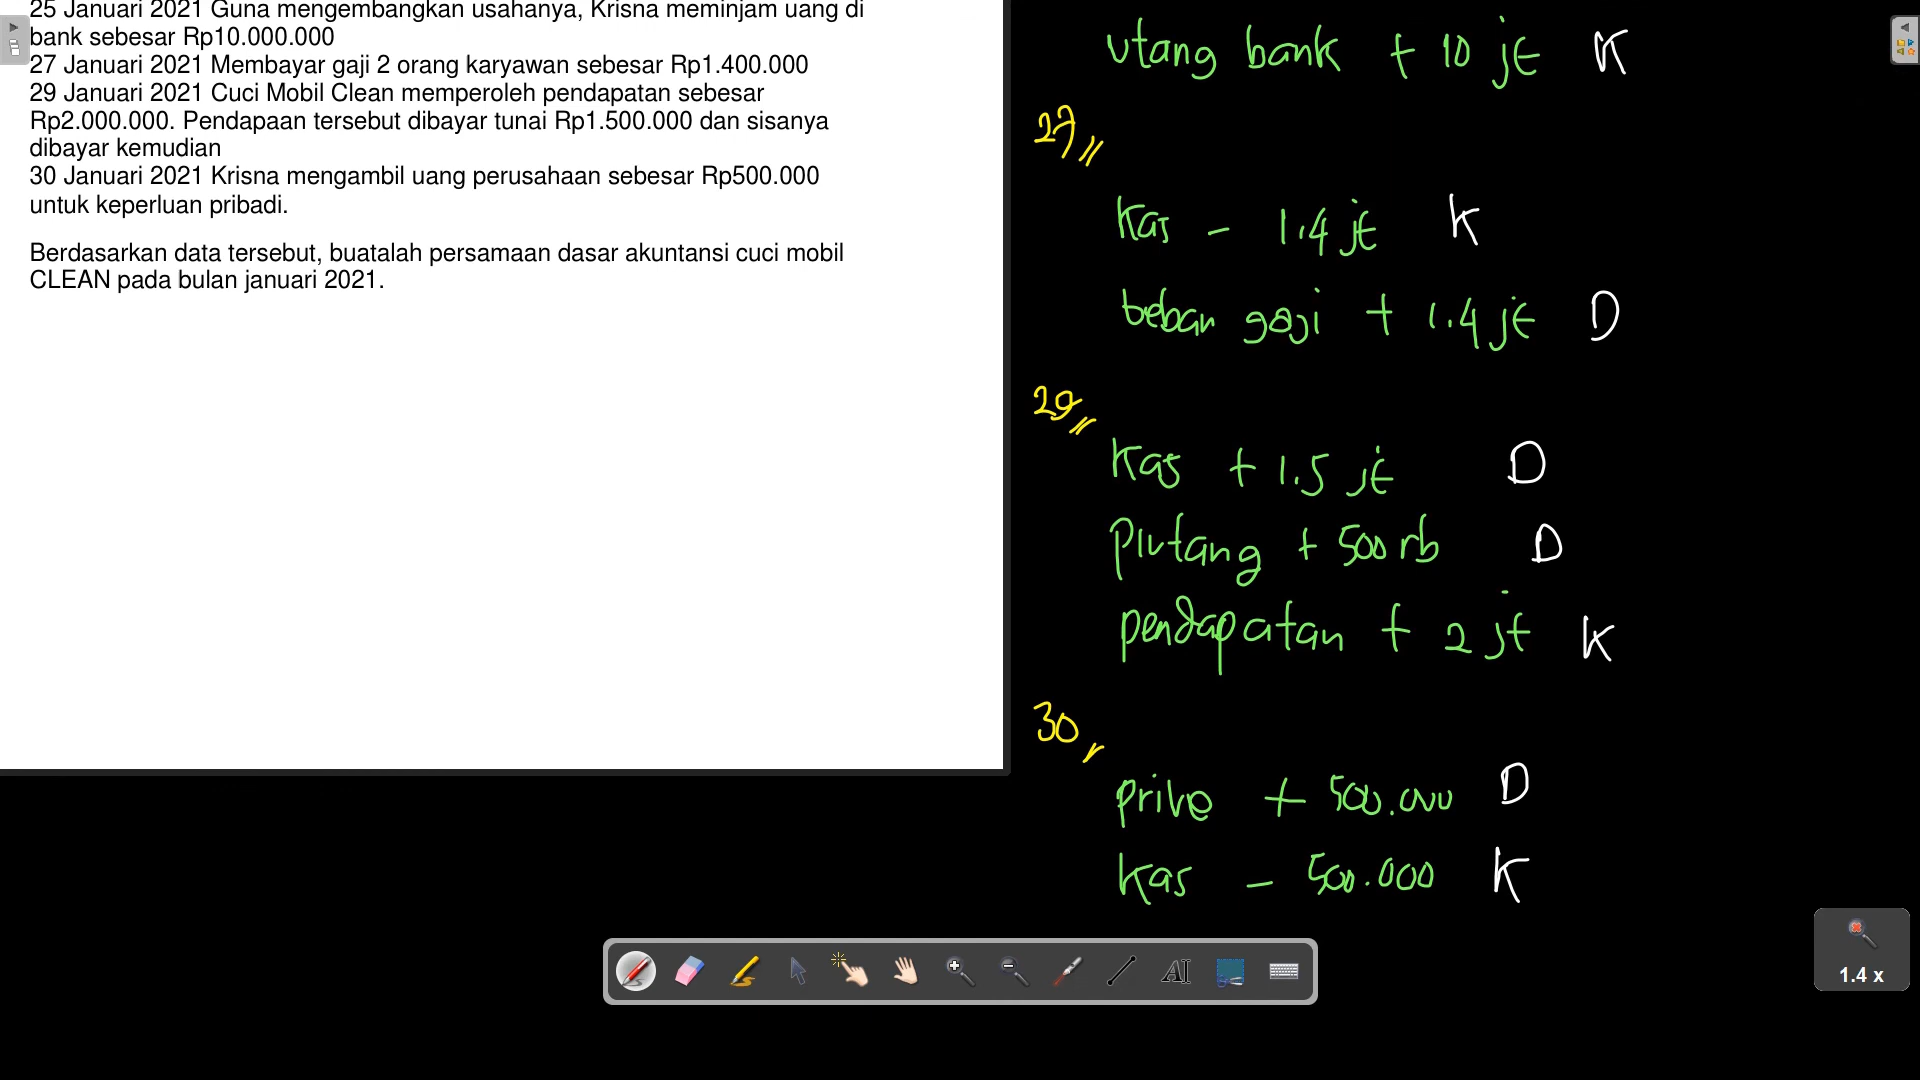 25 Januari 2021 Guna mengembangkan usahanya, Krisna meminjam uang di
bank sebesar Rp10.000.000
27 Januari 2021 Membayar gaji 2 orang karyawan sebesar Rp1.400.000
29 Januari 2021 Cuci Mobil Clean memperoleh pendapatan sebesar
Rp2.000.000. Pendapaan tersebut dibayar tunai Rp1.500.000 dan sisanya
dibayar kemudian
30 Januari 2021 Krisna mengambil uang perusahaan sebesar Rp500.000
untuk keperluan pribadi.
Berdasarkan data tersebut, buatalah persamaan dasar akuntansi cuci mobil
CLEAN pada bulan januari 2021.
utang bank + 10 jt K
27 //
Kas - 1.4 jt K
beban gaji + 1.4 jt D
29 //
Kas + 1.5 jt D
Piutang + 500 rb D
pendapatan + 2 jt K
30 /
prive + 500.000 D
Kas - 500.000 K
AI
1.4 x